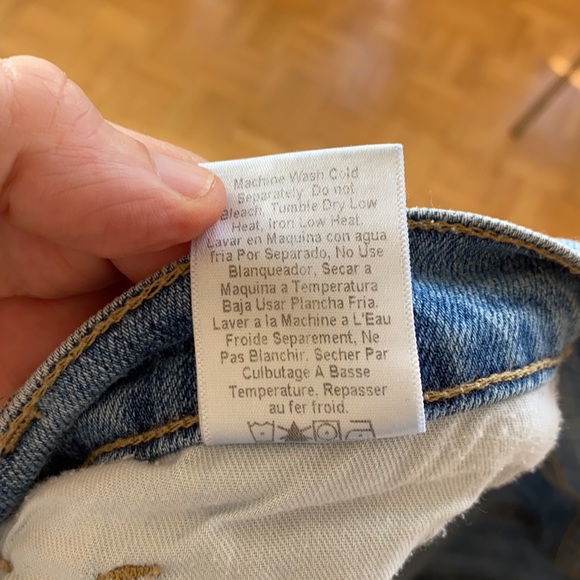 Machine Wash Cold
Separately. Do not
Bleach. Tumble Dry Low
Heat, Iron Low Heat.
Lavar en Maquina con agua
fria Por Separado, No Use
Blanqueador, Secar a
Maquina a Temperatura
Baja Usar Plancha Fria.
Laver a la Machine a L'Eau
Froide Separement, Ne
Pas Blanchir. Secher Par
Culbutage A Basse
Temperature. Repasser
au fer froid.